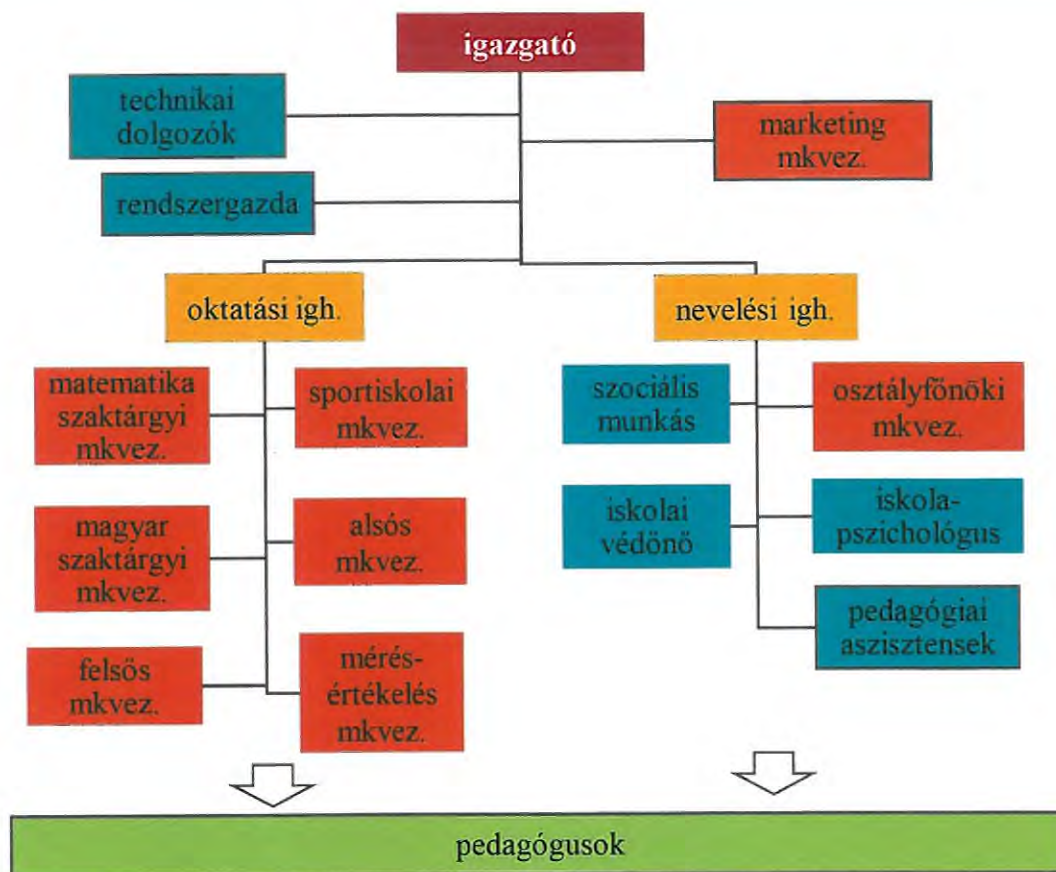 igazgató
technikai
dolgozók
marketing
mkvez.
rendszergazda
oktatási igh.
nevelési igh.
matematika
szaktárgyi
mkvez.
sportiskolai
mkvez.
szociális
munkás
osztályfőnöki
mkvez.
magyar
szaktárgyi
mkvez.
alsós
mkvez.
iskolai
védőnő
iskola-
pszichológus
felsős
mkvez.
mérés-
értékelés
mkvez.
pedagógiai
aszisztensek
pedagógusok